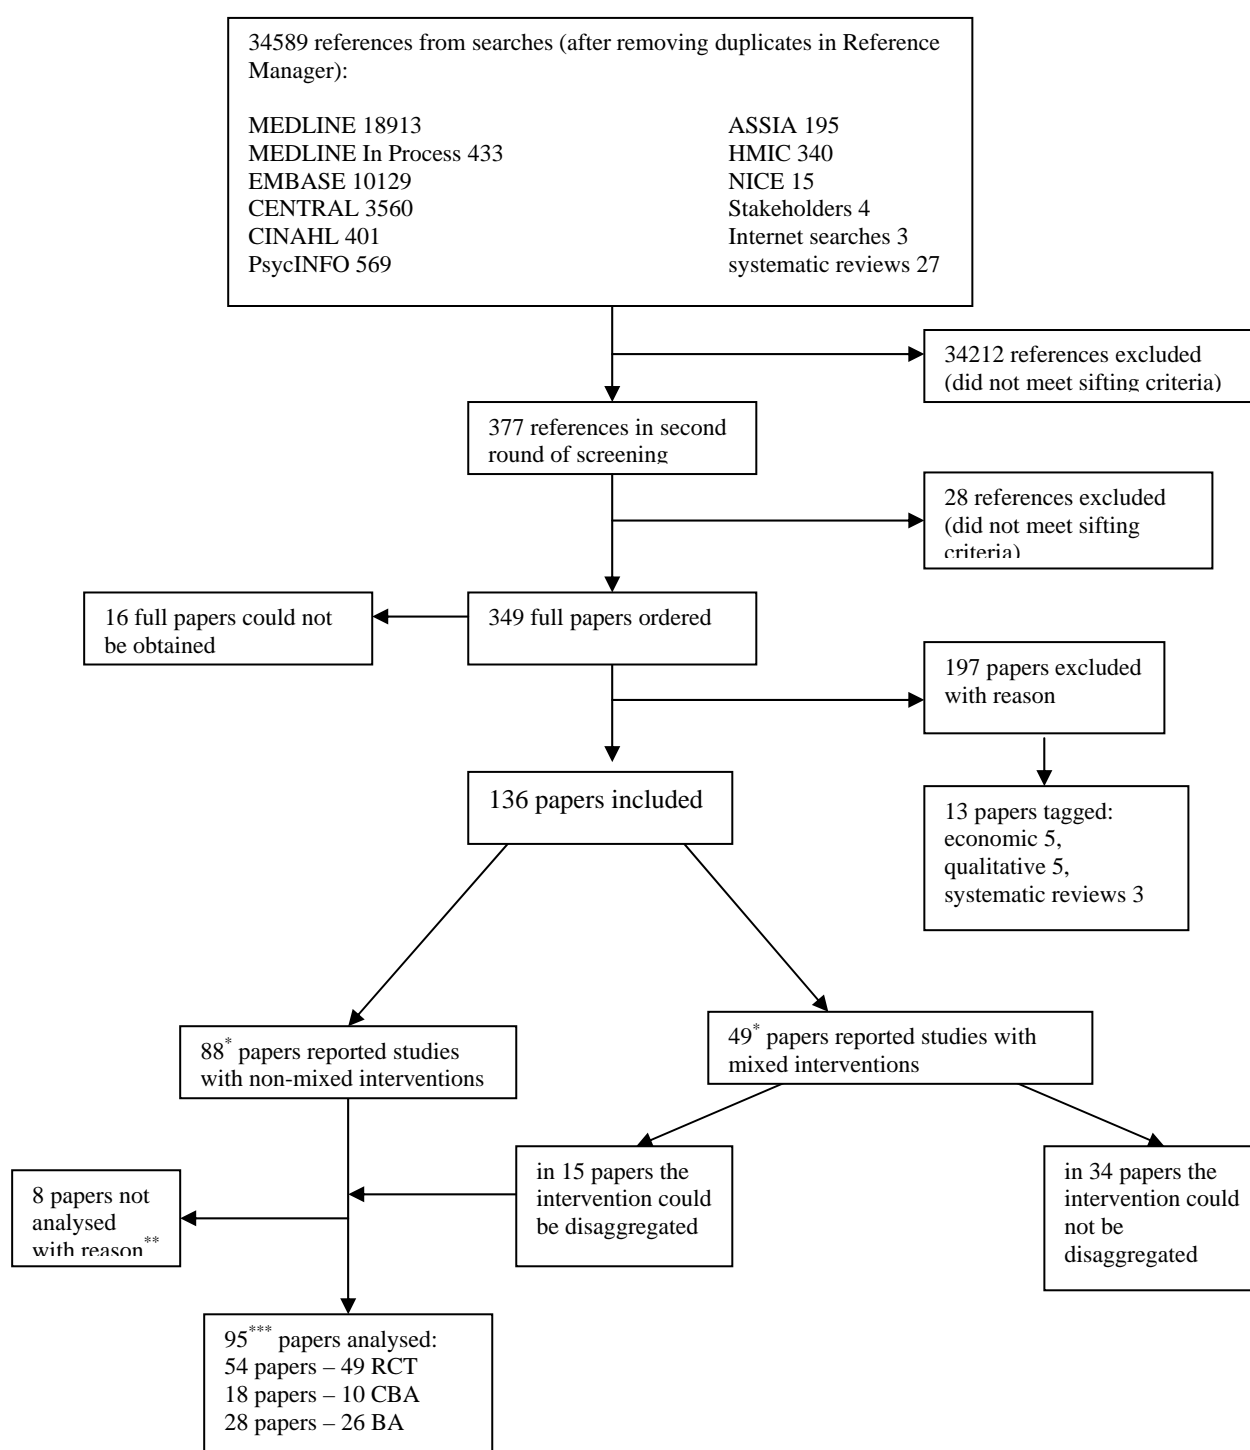 34589 references from searches (after removing duplicates in Reference
Manager):
MEDLINE 18913
MEDLINE In Process 433
EMBASE 10129
CENTRAL 3560
CINAHL 401
PsycINFO 569
ASSIA 195
HMIC 340
NICE 15
Stakeholders 4
Internet searches 3
systematic reviews 27
34212 references excluded
(did not meet sifting criteria)
377 references in second
round of screening
28 references excluded
(did not meet sifting
criteria)
16 full papers could not
be obtained
349 full papers ordered
197 papers excluded
with reason
136 papers included
13 papers tagged:
economic 5,
qualitative 5,
systematic reviews 3
88* papers reported studies
with non-mixed interventions
49* papers reported studies with
mixed interventions
8 papers not
analysed
with reason**
in 15 papers the
intervention could
be disaggregated
in 34 papers the
intervention could
not be
disaggregated
95*** papers analysed:
54 papers – 49 RCT
18 papers – 10 CBA
28 papers – 26 BA